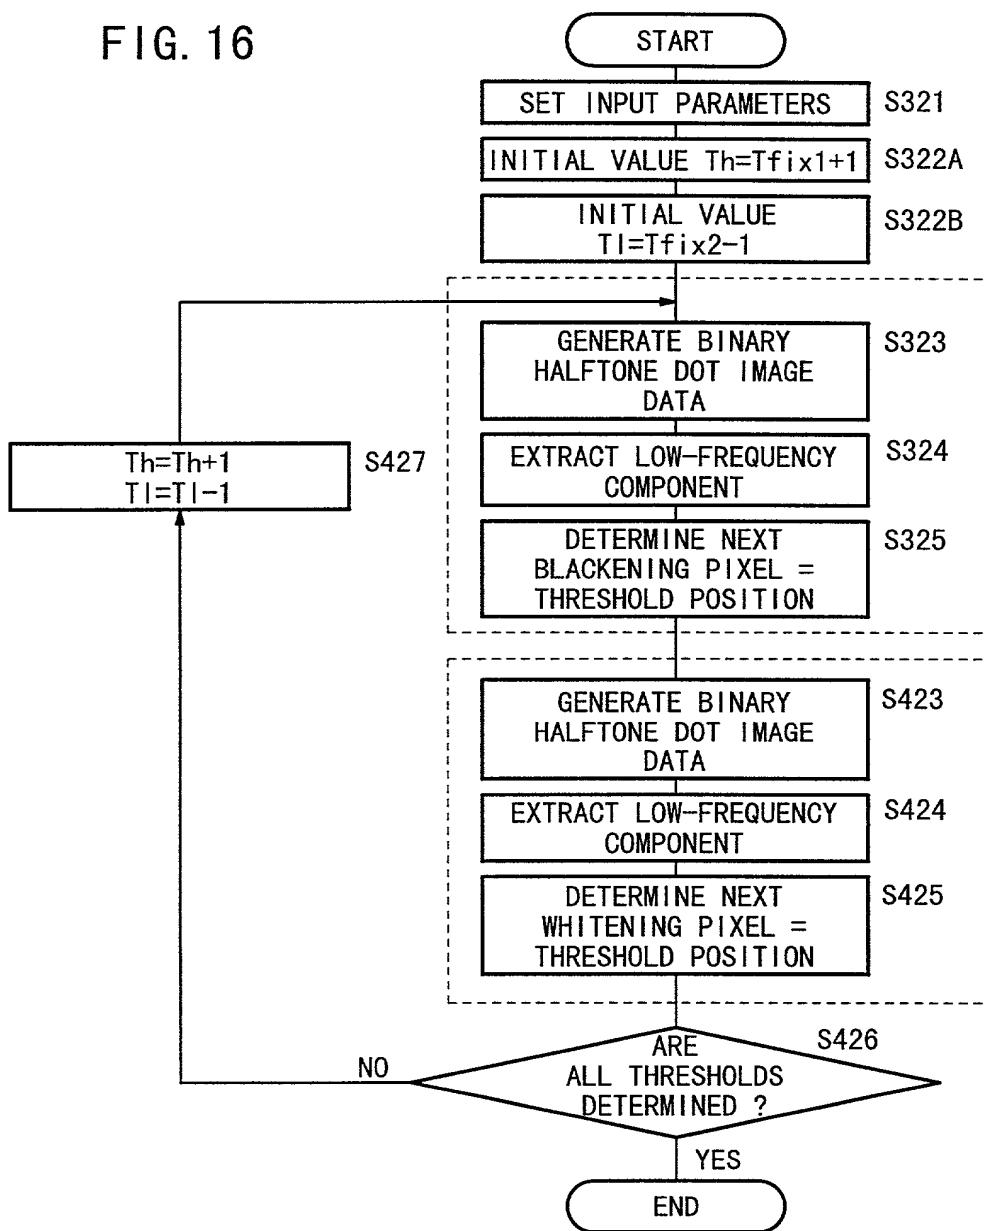 FIG. 16
START
SET INPUT PARAMETERS
S321
INITIAL VALUE Th=Tfix1+1
S322A
INITIAL VALUE
Tl=Tfix2-1
S322B
GENERATE BINARY
HALFTONE DOT IMAGE
DATA
S323
EXTRACT LOW-FREQUENCY
COMPONENT
S324
DETERMINE NEXT
BLACKENING PIXEL =
THRESHOLD POSITION
S325
Th=Th+1
Tl=Tl-1
S427
GENERATE BINARY
HALFTONE DOT IMAGE
DATA
S423
EXTRACT LOW-FREQUENCY
COMPONENT
S424
DETERMINE NEXT
WHITENING PIXEL =
THRESHOLD POSITION
S425
ARE
ALL THRESHOLDS
DETERMINED ?
S426
NO
YES
END